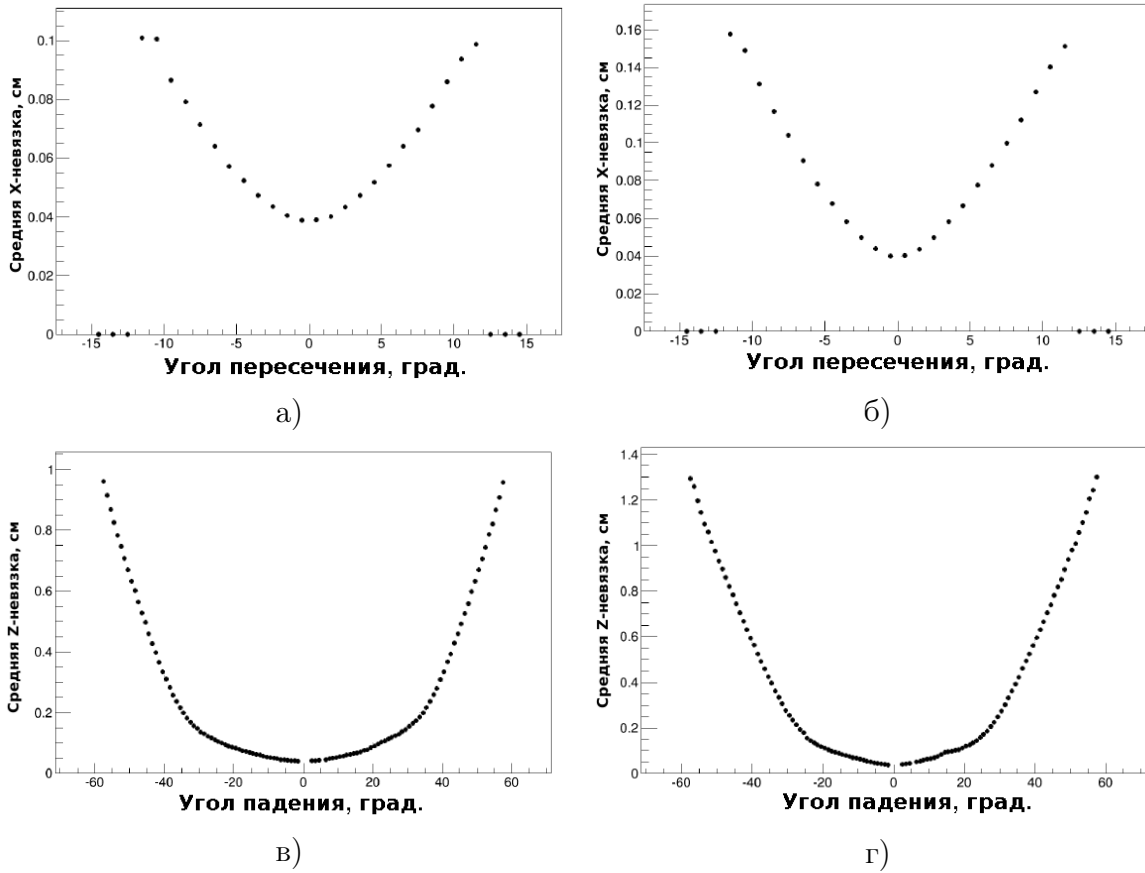 Средняя X-невязка, см
0.1
0.08
0.06
0.04
0.02
0
-15 -10 -5 0 5 10 15
Угол пересечения, град.
а)
Средняя X-невязка, см
0.16
0.14
0.12
0.1
0.08
0.06
0.04
0.02
0
-15 -10 -5 0 5 10 15
Угол пересечения, град.
б)
Средняя Z-невязка, см
1
0.8
0.6
0.4
0.2
0
-60 -40 -20 0 20 40 60
Угол падения, град.
в)
Средняя Z-невязка, см
1.4
1.2
1
0.8
0.6
0.4
0.2
0
-60 -40 -20 0 20 40 60
Угол падения, град.
г)